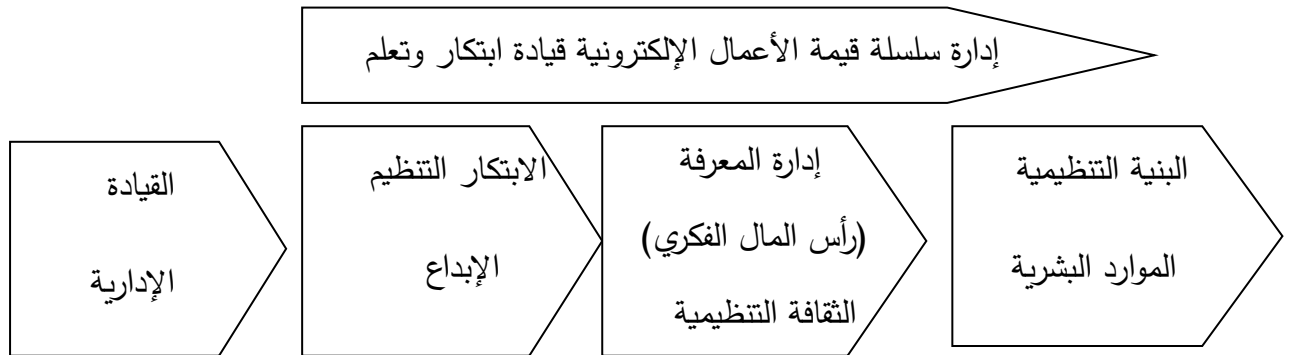 إدارة سلسلة قيمة الأعمال الإلكترونية قيادة ابتكار وتعلم
البنية التنظيمية
الموارد البشرية
إدارة المعرفة
(رأس المال الفكري)
الثقافة التنظيمية
الابتكار التنظيم
الإبداع
القيادة
الإدارية